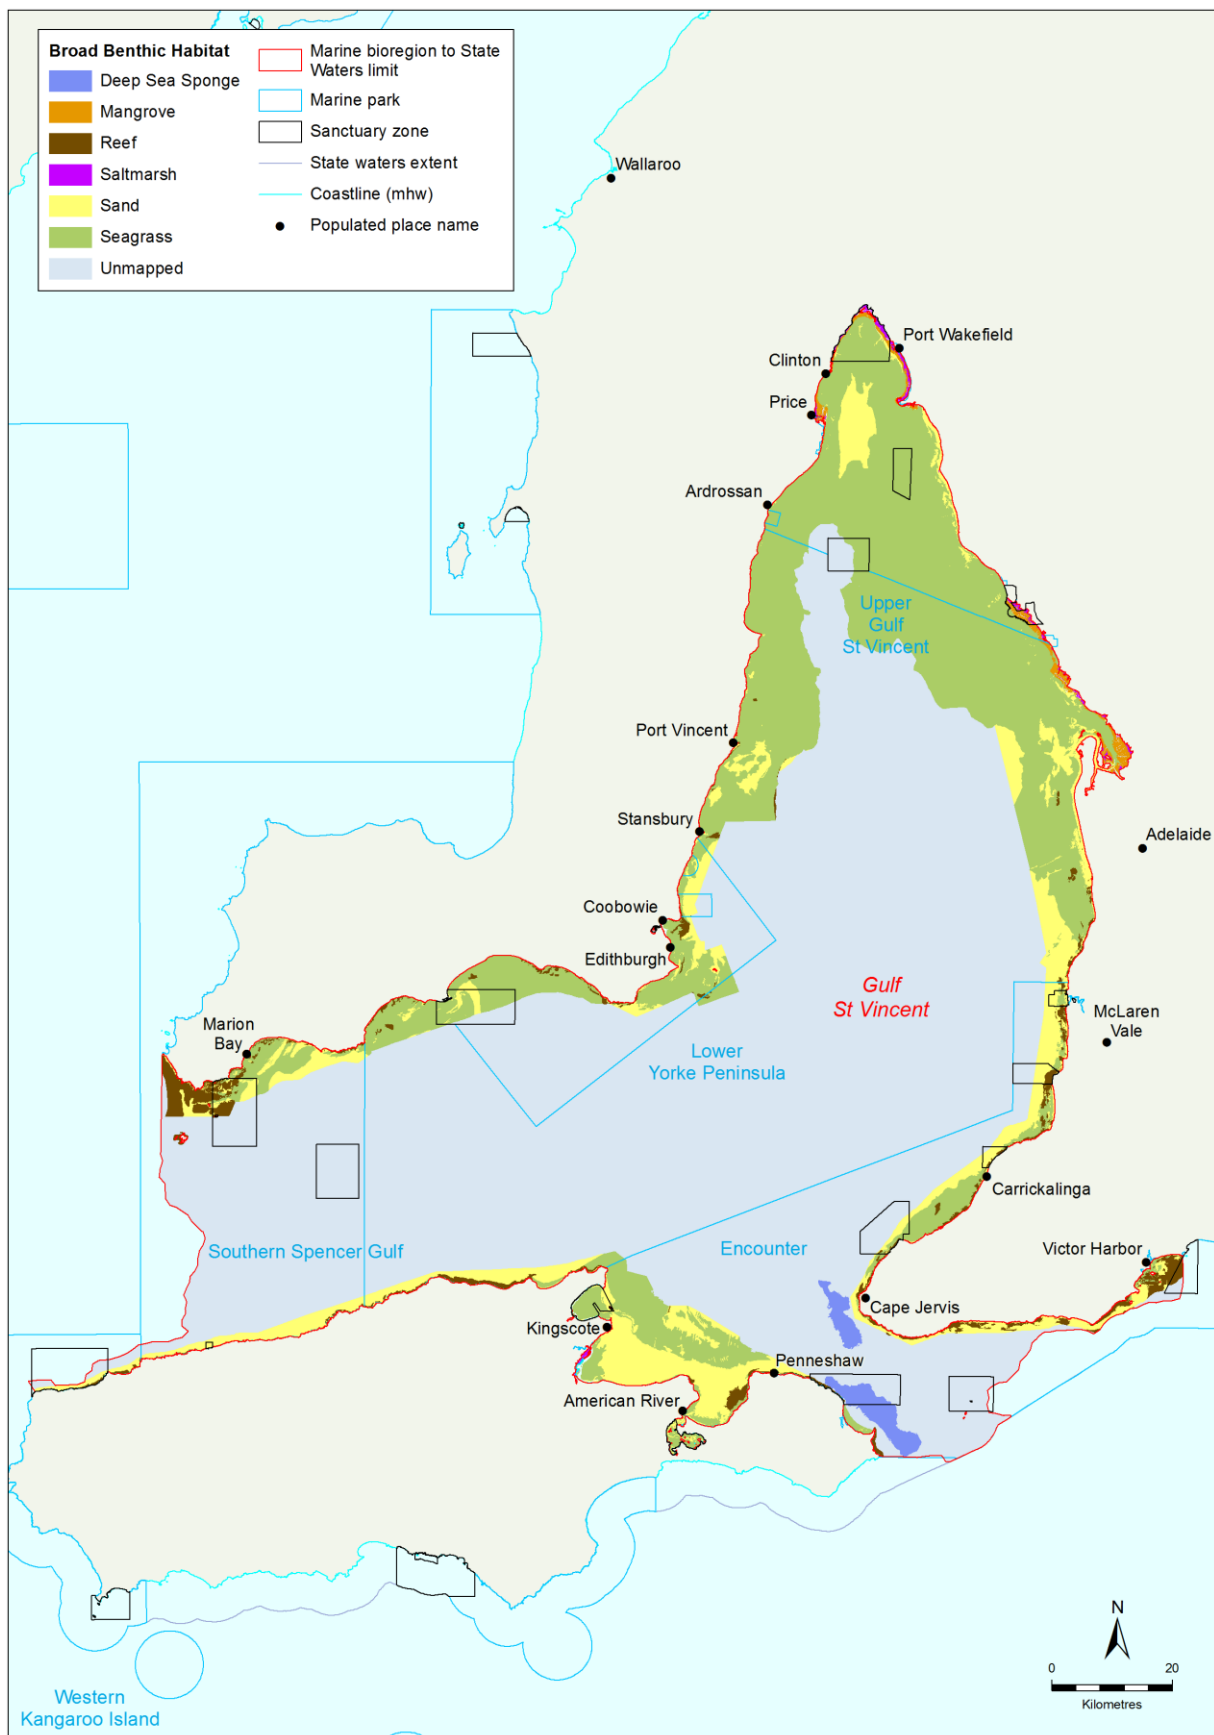 Broad Benthic Habitat
Deep Sea Sponge
Mangrove
Reef
Saltmarsh
Sand
Seagrass
Unmapped
Marine bioregion to State
Waters limit
Marine park
Sanctuary zone
State waters extent
Coastline (mhw)
Populated place name
Wallaroo
Port Wakefield
Clinton
Price
Ardrossan
Upper
Gulf
St Vincent
Port Vincent
Stansbury
Adelaide
Coobowie
Edithburgh
Gulf
St Vincent
McLaren
Vale
Marion
Bay
Lower
Yorke Peninsula
Carrickalinga
Southern Spencer Gulf
Encounter
Victor Harbor
Cape Jervis
Kingscote
Penneshaw
American River
N
0
20
Kilometres
Western
Kangaroo Island